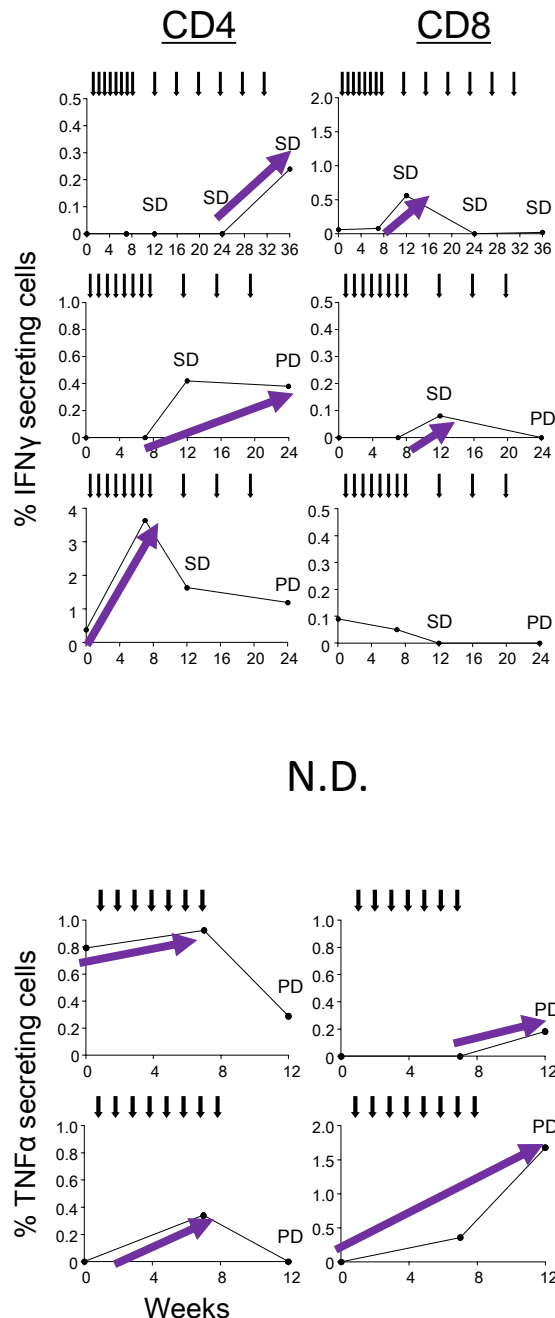 CD4 CD8
0.5 2.0
0.4 1.5
0.3 SD SD
0.2 SD SD 1.0
0.1 0.5 SD SD
0 0
0 4 8 12 16 20 24 28 32 36 0 4 8 12 16 20 24 28 32 36
1.0 0.5
0.8 0.4
0.6 SD PD 0.3
0.4 0.2 SD
0.2 0.1 PD
0 0
0 4 8 12 16 20 24 0 4 8 12 16 20 24
% IFNγ secreting cells
4 0.5
3 0.4
2 SD 0.3
PD 0.2
1 0.1 SD PD
0 0
0 4 8 12 16 20 24 0 4 8 12 16 20 24
N.D.
1.0 1.0
0.8 0.8
0.6 PD 0.6
0.4 0.4 PD
0.2 0.2
0 0
0 4 8 12 0 4 8 12
% TNFα secreting cells
1.0 2.0 PD
0.8 1.5
0.6
0.4 1.0
0.2 PD 0.5
0 0
0 4 8 12 0 4 8 12
Weeks